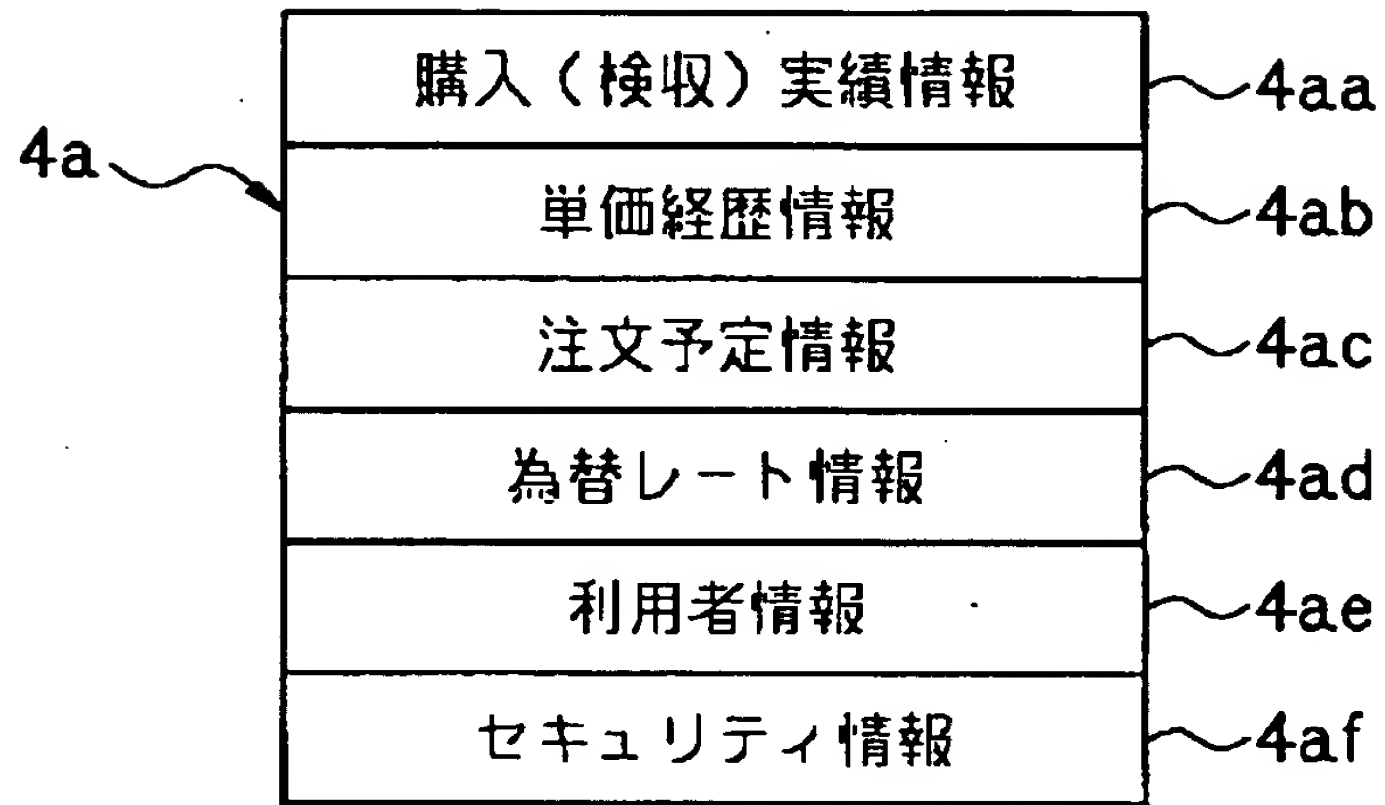 購入（検収）実績情報 4aa
4a
単価経歴情報 4ab
注文予定情報 4ac
為替レート情報 4ad
利用者情報 4ae
セキュリティ情報 4af